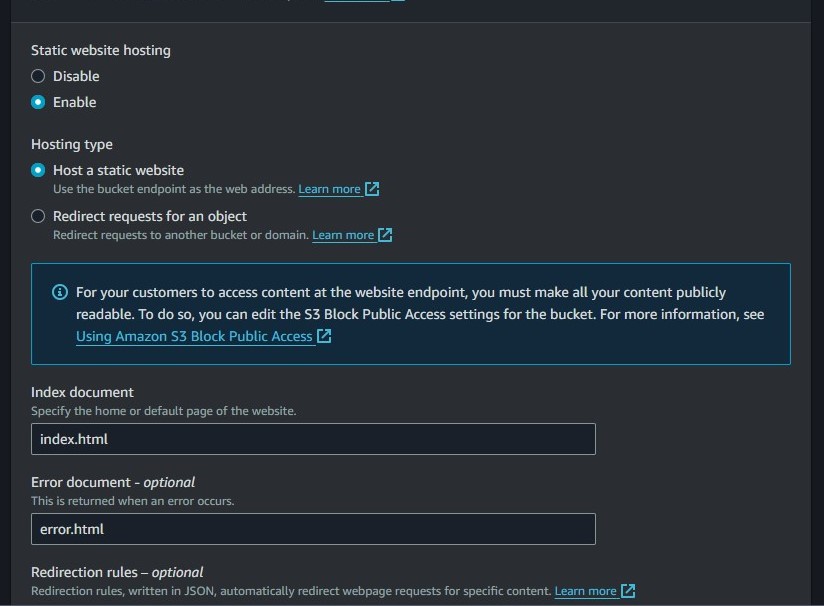 Static website hosting
Disable
Enable
Hosting type
Host a static website
Use the bucket endpoint as the web address. Learn more
Redirect requests for an object
Redirect requests to another bucket or domain. Learn more
For your customers to access content at the website endpoint, you must make all your content publicly
readable. To do so, you can edit the S3 Block Public Access settings for the bucket. For more information, see
Using Amazon S3 Block Public Access
Index document
Specify the home or default page of the website.
index.html
Error document - optional
This is returned when an error occurs.
error.html
Redirection rules – optional
Redirection rules, written in JSON, automatically redirect webpage requests for specific content. Learn more